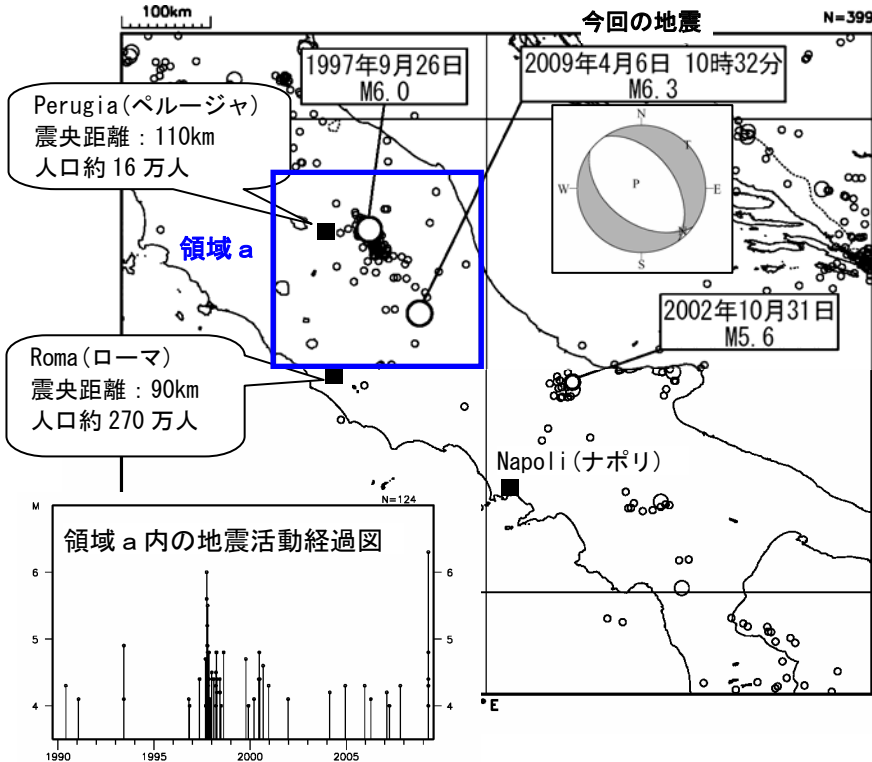 100km
今回の地震
N=399
1997年9月26日
M6.0
2009年4月6日 10時32分
M6.3
Perugia(ペルージャ)
震央距離：110km
人口約16万人
N
T
W
P
E
N
S
領域a
2002年10月31日
M5.6
Roma(ローマ)
震央距離：90km
人口約270万人
Napoli(ナポリ)
M
N=124
領域a内の地震活動経過図
6
6
5
5
4
4
1990
1995
2000
2005
°E